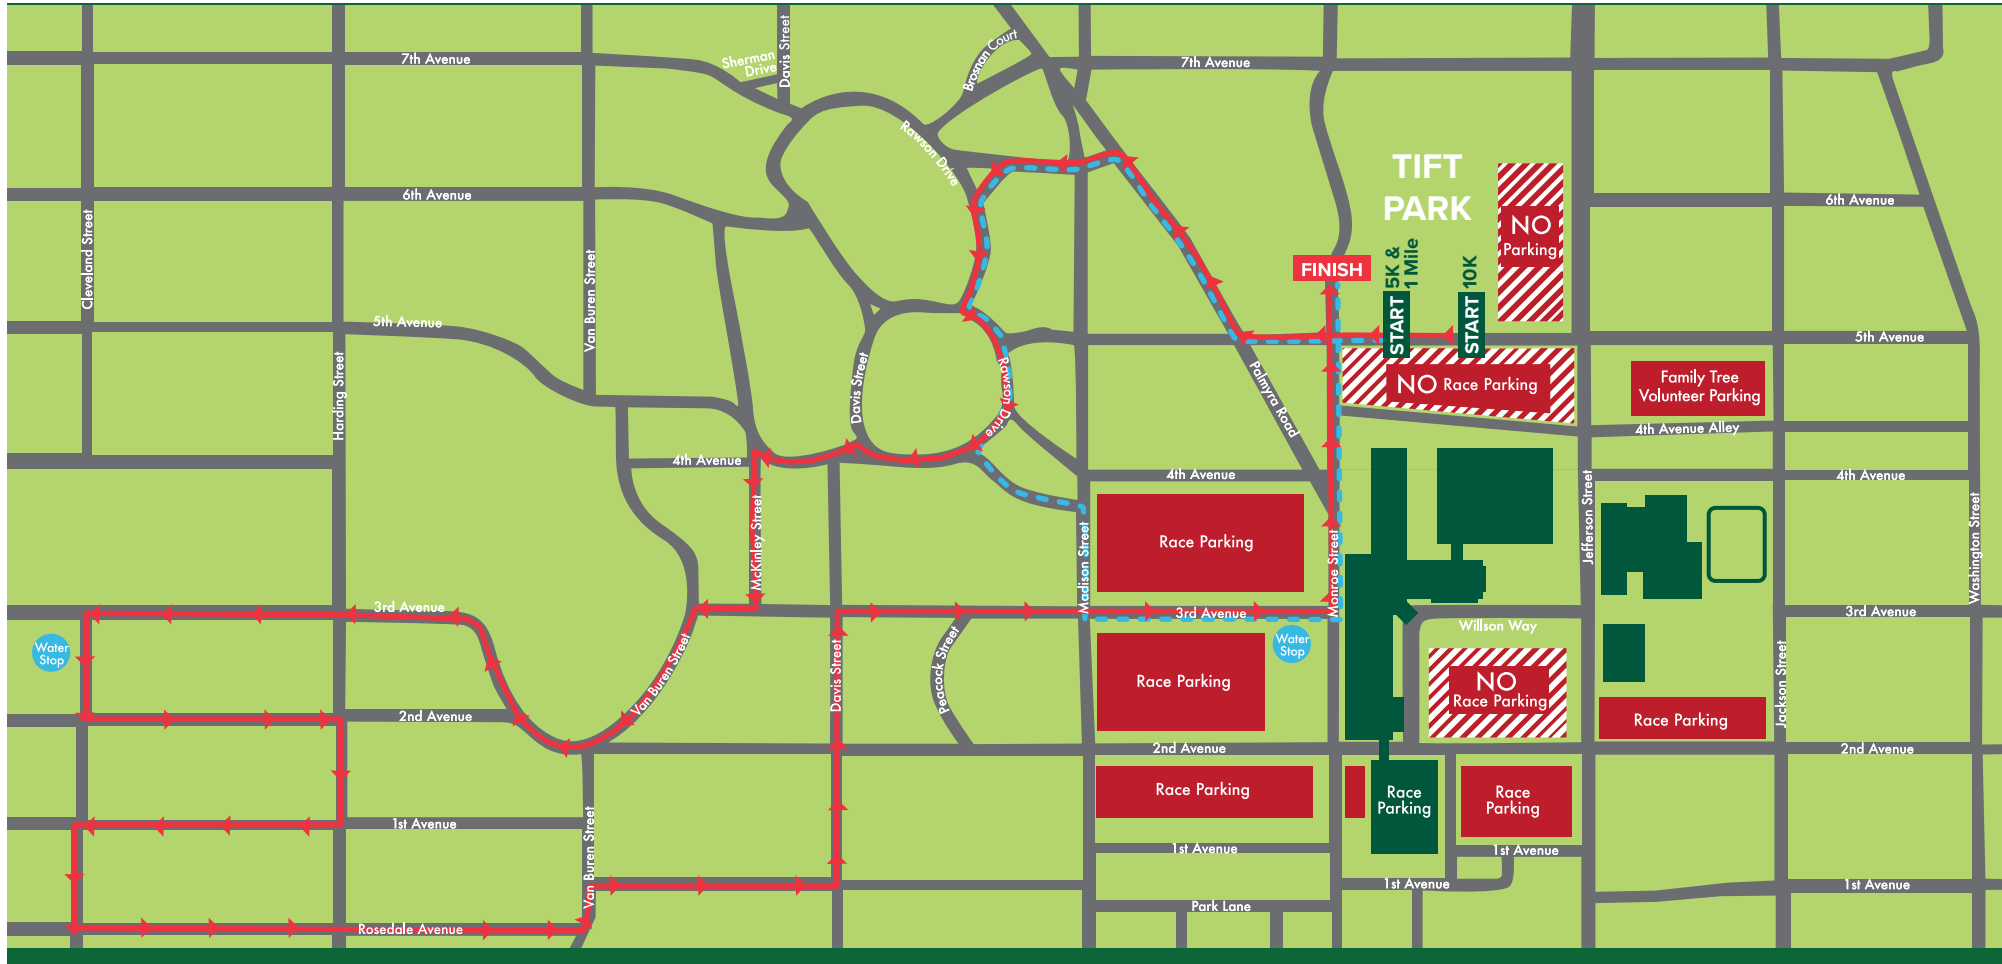 Davis Street
Brosnan Court
Sherman
Drive
7th Avenue
7th Avenue
Rawson Drive
TIFT
PARK
6th Avenue
6th Avenue
NO
Parking
Cleveland Street
Van Buren Street
5K &
1 Mile
10K
FINISH
START
START
5th Avenue
5th Avenue
Harding Street
Davis Street
Rawson Drive
Palmyra Road
NO Race Parking
Family Tree
Volunteer Parking
4th Avenue Alley
4th Avenue
4th Avenue
4th Avenue
McKinley Street
Madison Street
Race Parking
Monroe Street
Jefferson Street
Washington Street
3rd Avenue
3rd Avenue
3rd Avenue
Willson Way
Water
Stop
Water
Stop
Van Buren Street
Davis Street
Peacock Street
Race Parking
NO
Race Parking
Jackson Street
Race Parking
2nd Avenue
2nd Avenue
2nd Avenue
Race Parking
Race
Parking
Race
Parking
1st Avenue
Van Buren Street
1st Avenue
1st Avenue
1st Avenue
1st Avenue
Park Lane
Rosedale Avenue